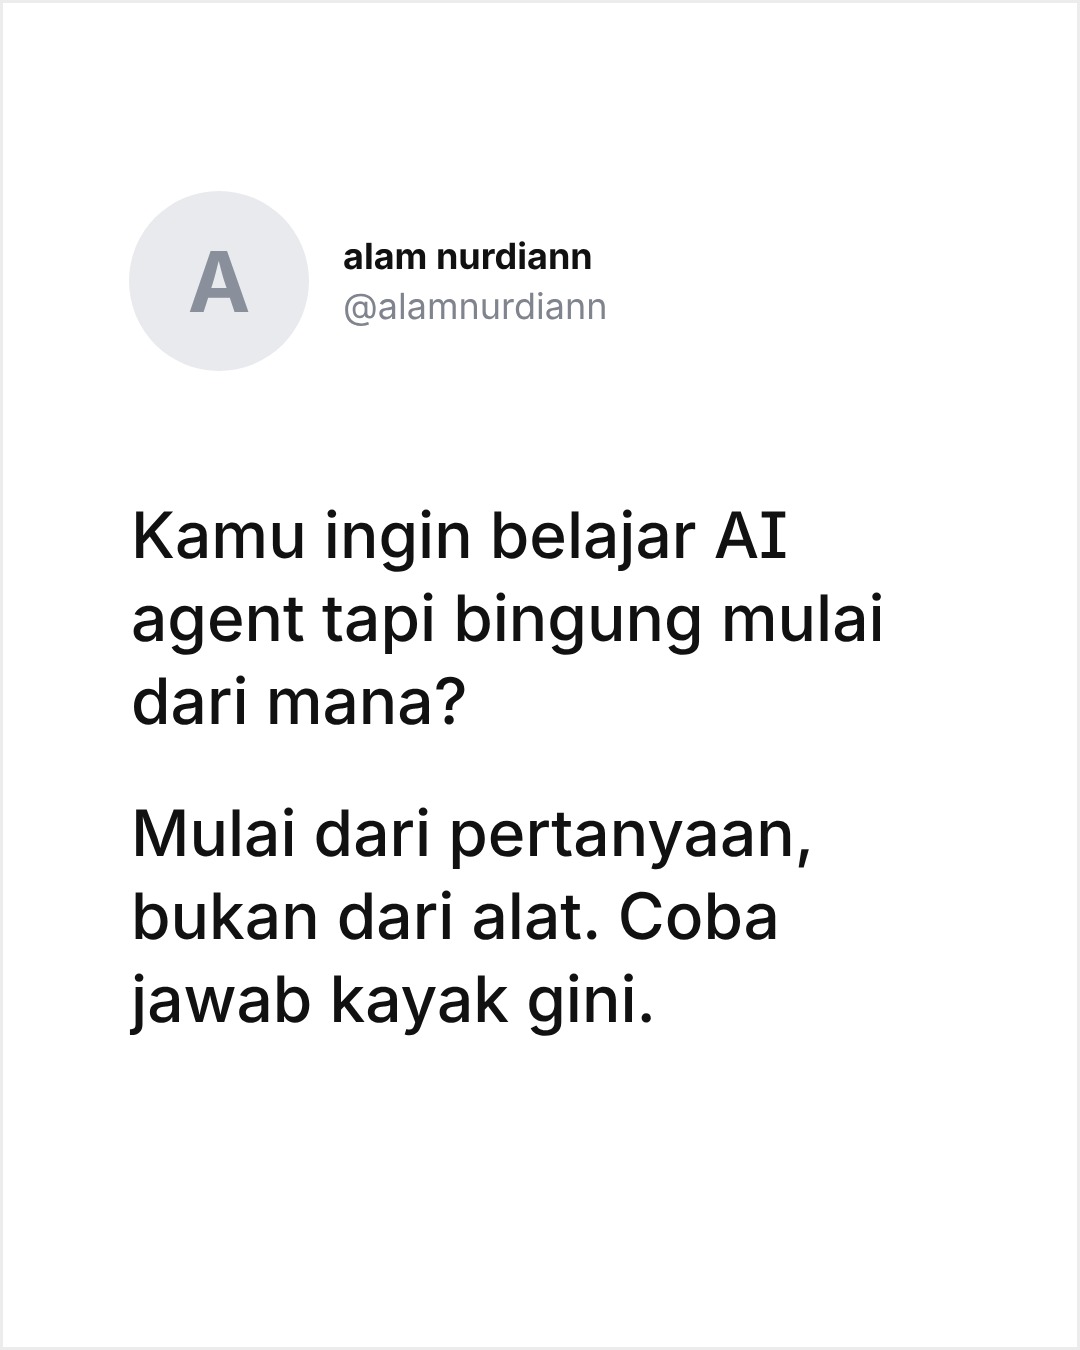 A
alam nurdiann
@alamnurdiann
Kamu ingin belajar AI
agent tapi bingung mulai
dari mana?
Mulai dari pertanyaan,
bukan dari alat. Coba
jawab kayak gini.